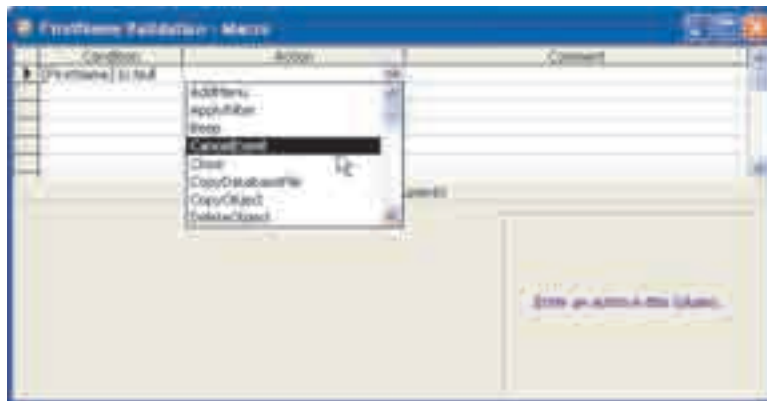 FirstName Validation : Macro
Condition Action Comment
[FirstName] Is Null
AddMenu
ApplyFilter
Beep
CancelEvent
Close
CopyDatabaseFile
CopyObject
DeleteObject
Enter an action in this column.